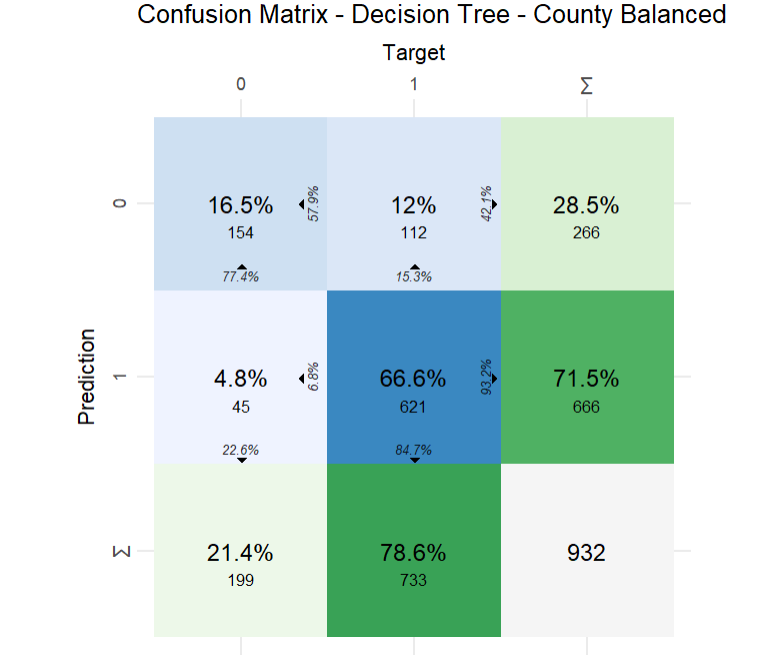 Confusion Matrix - Decision Tree - County Balanced
Target
0 1 ∑
Prediction
0
16.5% 57.9% 12% 42.1% 28.5%
154 112 266
77.4% 15.3%
1
4.8% 6.8% 66.6% 93.2% 71.5%
45 621 666
22.6% 84.7%
∑
21.4% 78.6% 932
199 733